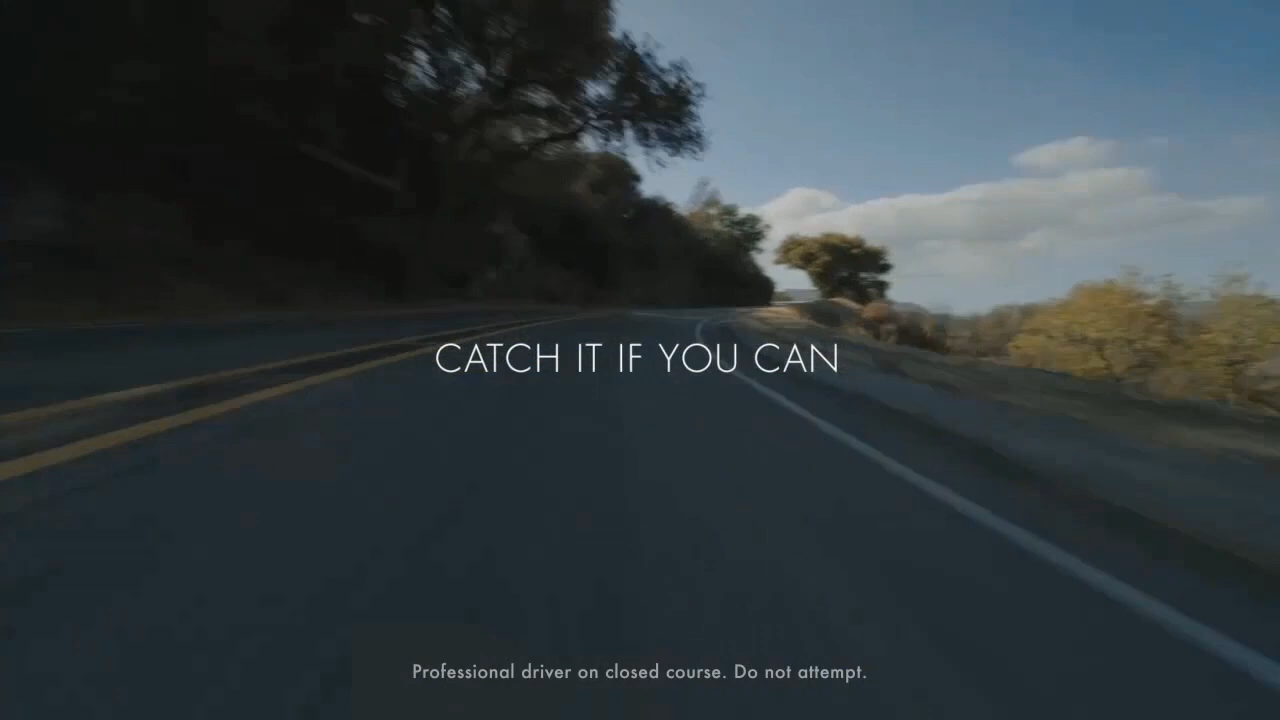 CATCH IT IF YOU CAN
Professional driver on closed course. Do not attempt.